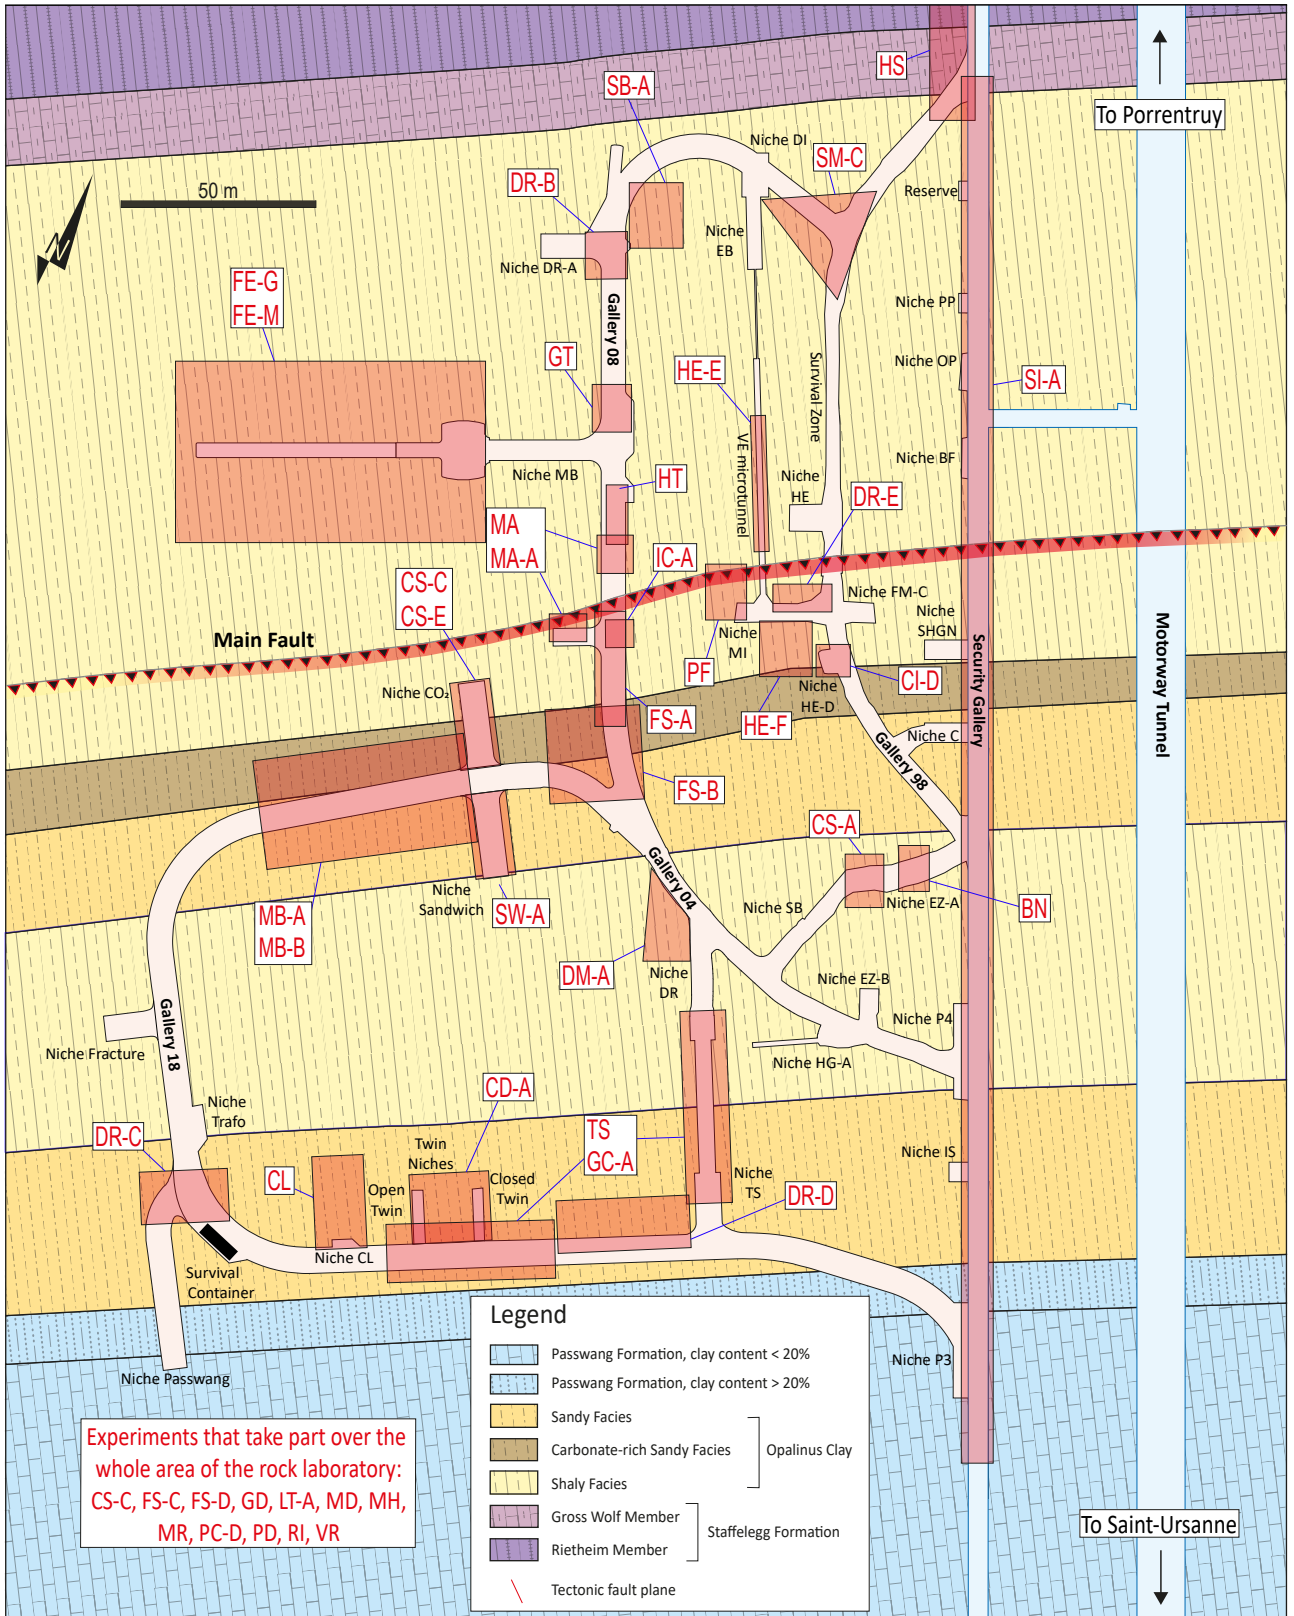 HS
SB-A
To Porrentruy
Niche DI
SM-C
50 m
DR-B
Reserve
N
Niche
EB
Niche DR-A
FE-G
FE-M
Gallery 08
Niche PP
GT
HE-E
Survival Zone
Niche OP
SI-A
VE-microtunnel
Niche BF
Niche MB
HT
Niche
HE
DR-E
MA
MA-A
IC-A
CS-C
CS-E
Niche FM-C
Niche
SHGN
Main Fault
Niche
MI
Security Gallery
Motorway Tunnel
PF
Niche CO₂
Niche
HE-D
CI-D
FS-A
HE-F
Niche C
Gallery 98
FS-B
CS-A
Gallery 04
Niche
Sandwich
SW-A
Niche SB
Niche EZ-A
BN
MB-A
MB-B
DM-A
Niche
DR
Niche EZ-B
Gallery 18
Niche P4
Niche Fracture
Niche HG-A
CD-A
Niche
Trafo
DR-C
TS
GC-A
Twin
Niches
Niche IS
CL
Open
Twin
Closed
Twin
Niche
TS
DR-D
Niche CL
Survival
Container
Niche P3
Niche Passwang
Legend
Passwang Formation, clay content < 20%
Passwang Formation, clay content > 20%
Sandy Facies
Carbonate-rich Sandy Facies
Opalinus Clay
Shaly Facies
Gross Wolf Member
Staffelegg Formation
Rietheim Member
Tectonic fault plane
Experiments that take part over the
whole area of the rock laboratory:
CS-C, FS-C, FS-D, GD, LT-A, MD, MH,
MR, PC-D, PD, RI, VR
To Saint-Ursanne